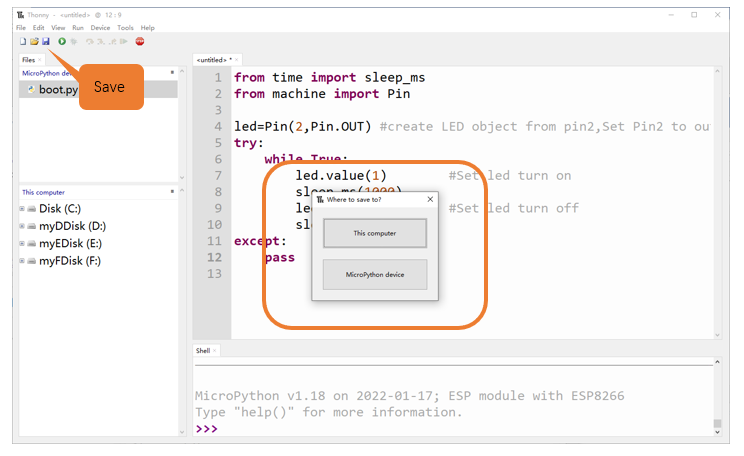 Thonny - <untitled> @ 12 : 9
File Edit View Run Device Tools Help
Files
MicroPython dev
boot.py
Save
This computer
Disk (C:)
myDDisk (D:)
myEDisk (E:)
myFDisk (F:)
<untitled> *
1 from time import sleep_ms
2 from machine import Pin
3
4 led=Pin(2,Pin.OUT) #create LED object from pin2,Set Pin2 to ou
5 try:
6 while True:
7 led.value(1) #Set led turn on
8 sleep_ms(1000)
9 le #Set led turn off
10 sl
11 except:
12 pass
13
Where to save to?
This computer
MicroPython device
Shell
MicroPython v1.18 on 2022-01-17; ESP module with ESP8266
Type "help()" for more information.
>>>